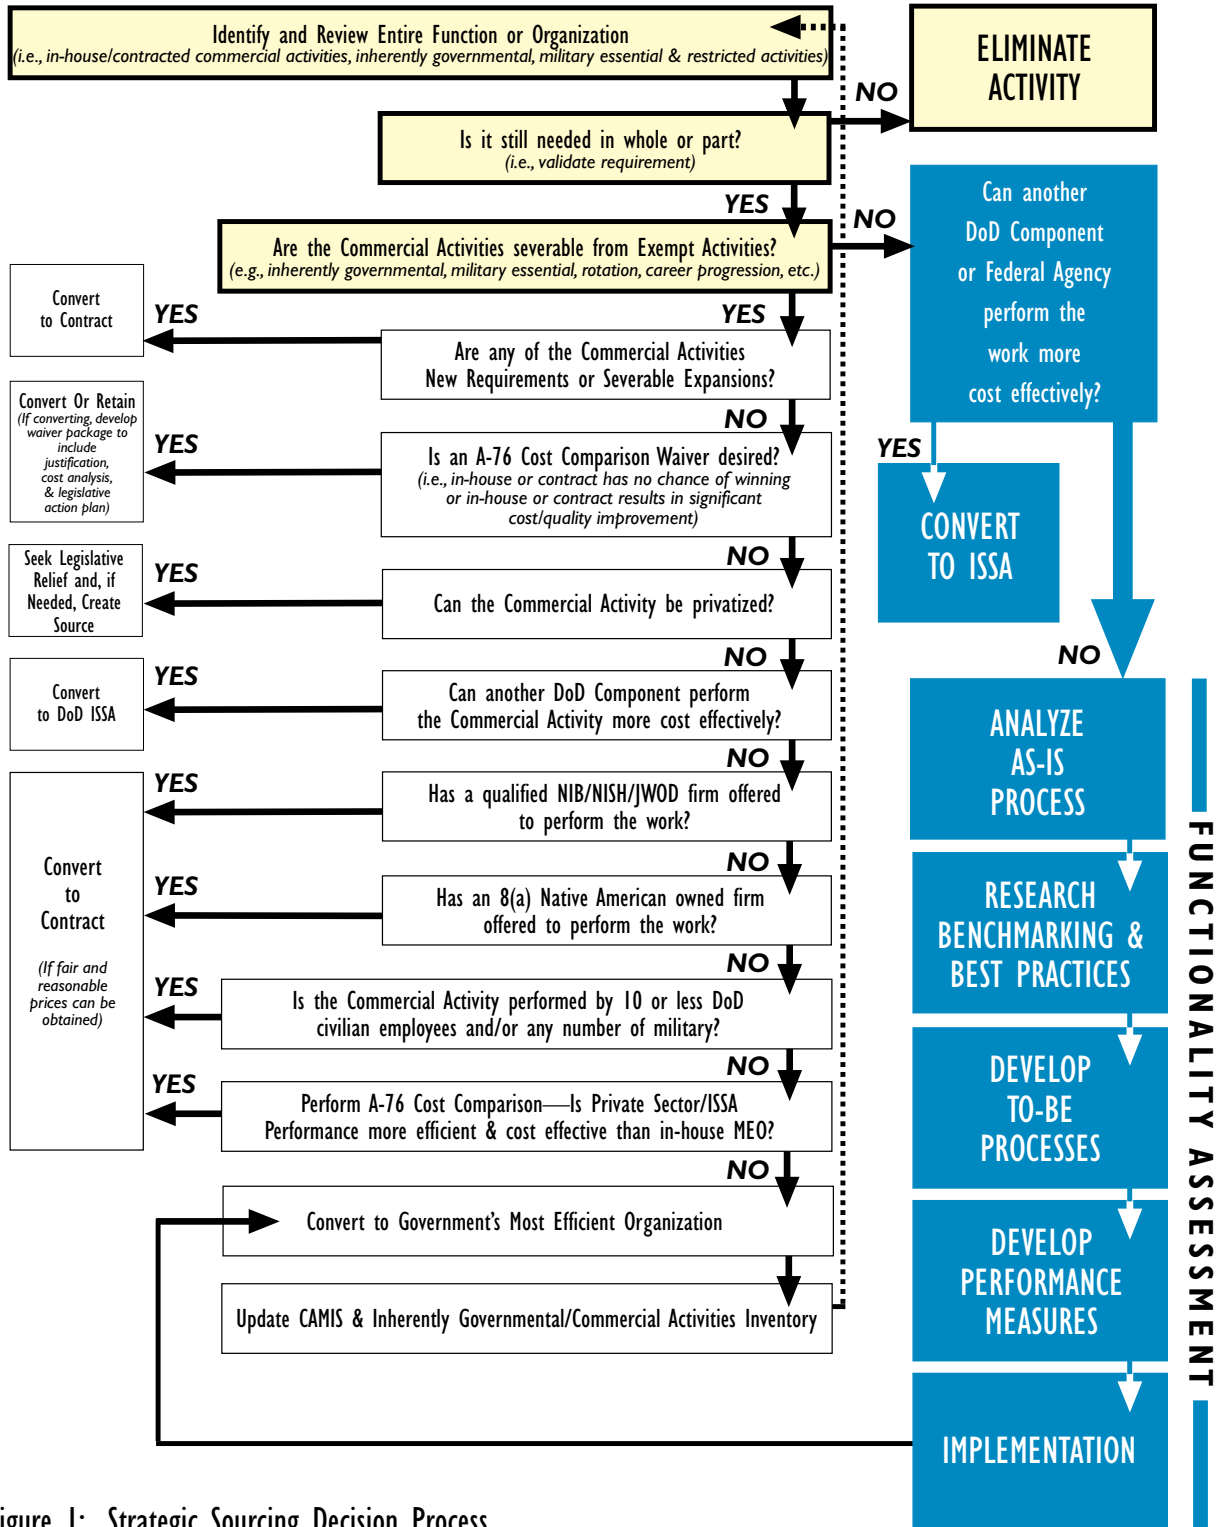 Identify and Review Entire Function or Organization
(i.e., in-house/contracted commercial activities, inherently governmental, military essential & restricted activities)
ELIMINATE
ACTIVITY
NO
Is it still needed in whole or part?
(i.e., validate requirement)
YES
NO
Can another
DoD Component
or Federal Agency
perform the
work more
cost effectively?
Are the Commercial Activities severable from Exempt Activities?
(e.g., inherently governmental, military essential, rotation, career progression, etc.)
YES
Convert
to Contract
YES
Are any of the Commercial Activities
New Requirements or Severable Expansions?
NO
Convert Or Retain
(If converting, develop
waiver package to
include
justification,
cost analysis,
& legislative
action plan)
YES
Is an A-76 Cost Comparison Waiver desired?
(i.e., in-house or contract has no chance of winning
or in-house or contract results in significant
cost/quality improvement)
YES
CONVERT
TO ISSA
NO
Seek Legislative
Relief and, if
Needed, Create
Source
YES
Can the Commercial Activity be privatized?
NO
NO
Convert
to DoD ISSA
YES
Can another DoD Component perform
the Commercial Activity more cost effectively?
ANALYZE
AS-IS
PROCESS
NO
YES
Has a qualified NIB/NISH/JWOD firm offered
to perform the work?
NO
Convert
to
Contract
(If fair and
reasonable
prices can be
obtained)
YES
Has an 8(a) Native American owned firm
offered to perform the work?
RESEARCH
BENCHMARKING &
BEST PRACTICES
NO
YES
Is the Commercial Activity performed by 10 or less DoD
civilian employees and/or any number of military?
NO
DEVELOP
TO-BE
PROCESSES
YES
Perform A-76 Cost Comparison—Is Private Sector/ISSA
Performance more efficient & cost effective than in-house MEO?
NO
Convert to Government's Most Efficient Organization
DEVELOP
PERFORMANCE
MEASURES
Update CAMIS & Inherently Governmental/Commercial Activities Inventory
IMPLEMENTATION
FUNCTIONALITY ASSESSMENT
igure 1: Strategic Sourcing Decision Process